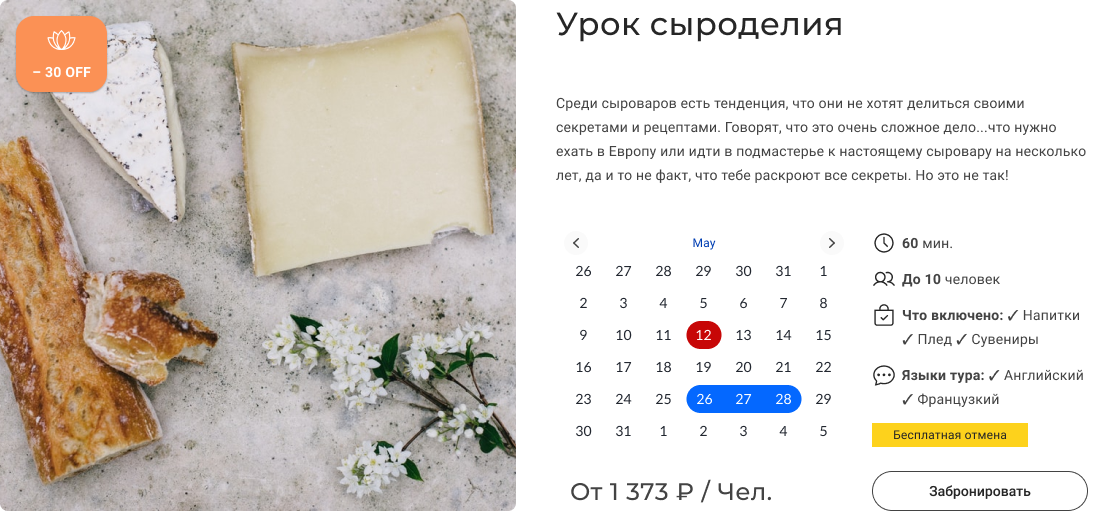 – 30 OFF
Урок сыроделия
Среди сыроваров есть тенденция, что они не хотят делиться своими
секретами и рецептами. Говорят, что это очень сложное дело...что нужно
ехать в Европу или идти в подмастерье к настоящему сыровару на несколько
лет, да и то не факт, что тебе раскроют все секреты. Но это не так!
May
26 27 28 29 30 31 1
2 3 4 5 6 7 8
9 10 11 12 13 14 15
16 17 18 19 20 21 22
23 24 25 26 27 28 29
30 31 1 2 3 4 5
60 мин.
До 10 человек
Что включено: ✓ Напитки
✓ Плед ✓ Сувениры
Языки тура: ✓ Английский
✓ Французкий
Бесплатная отмена
От 1 373 ₽ / Чел.
Забронировать